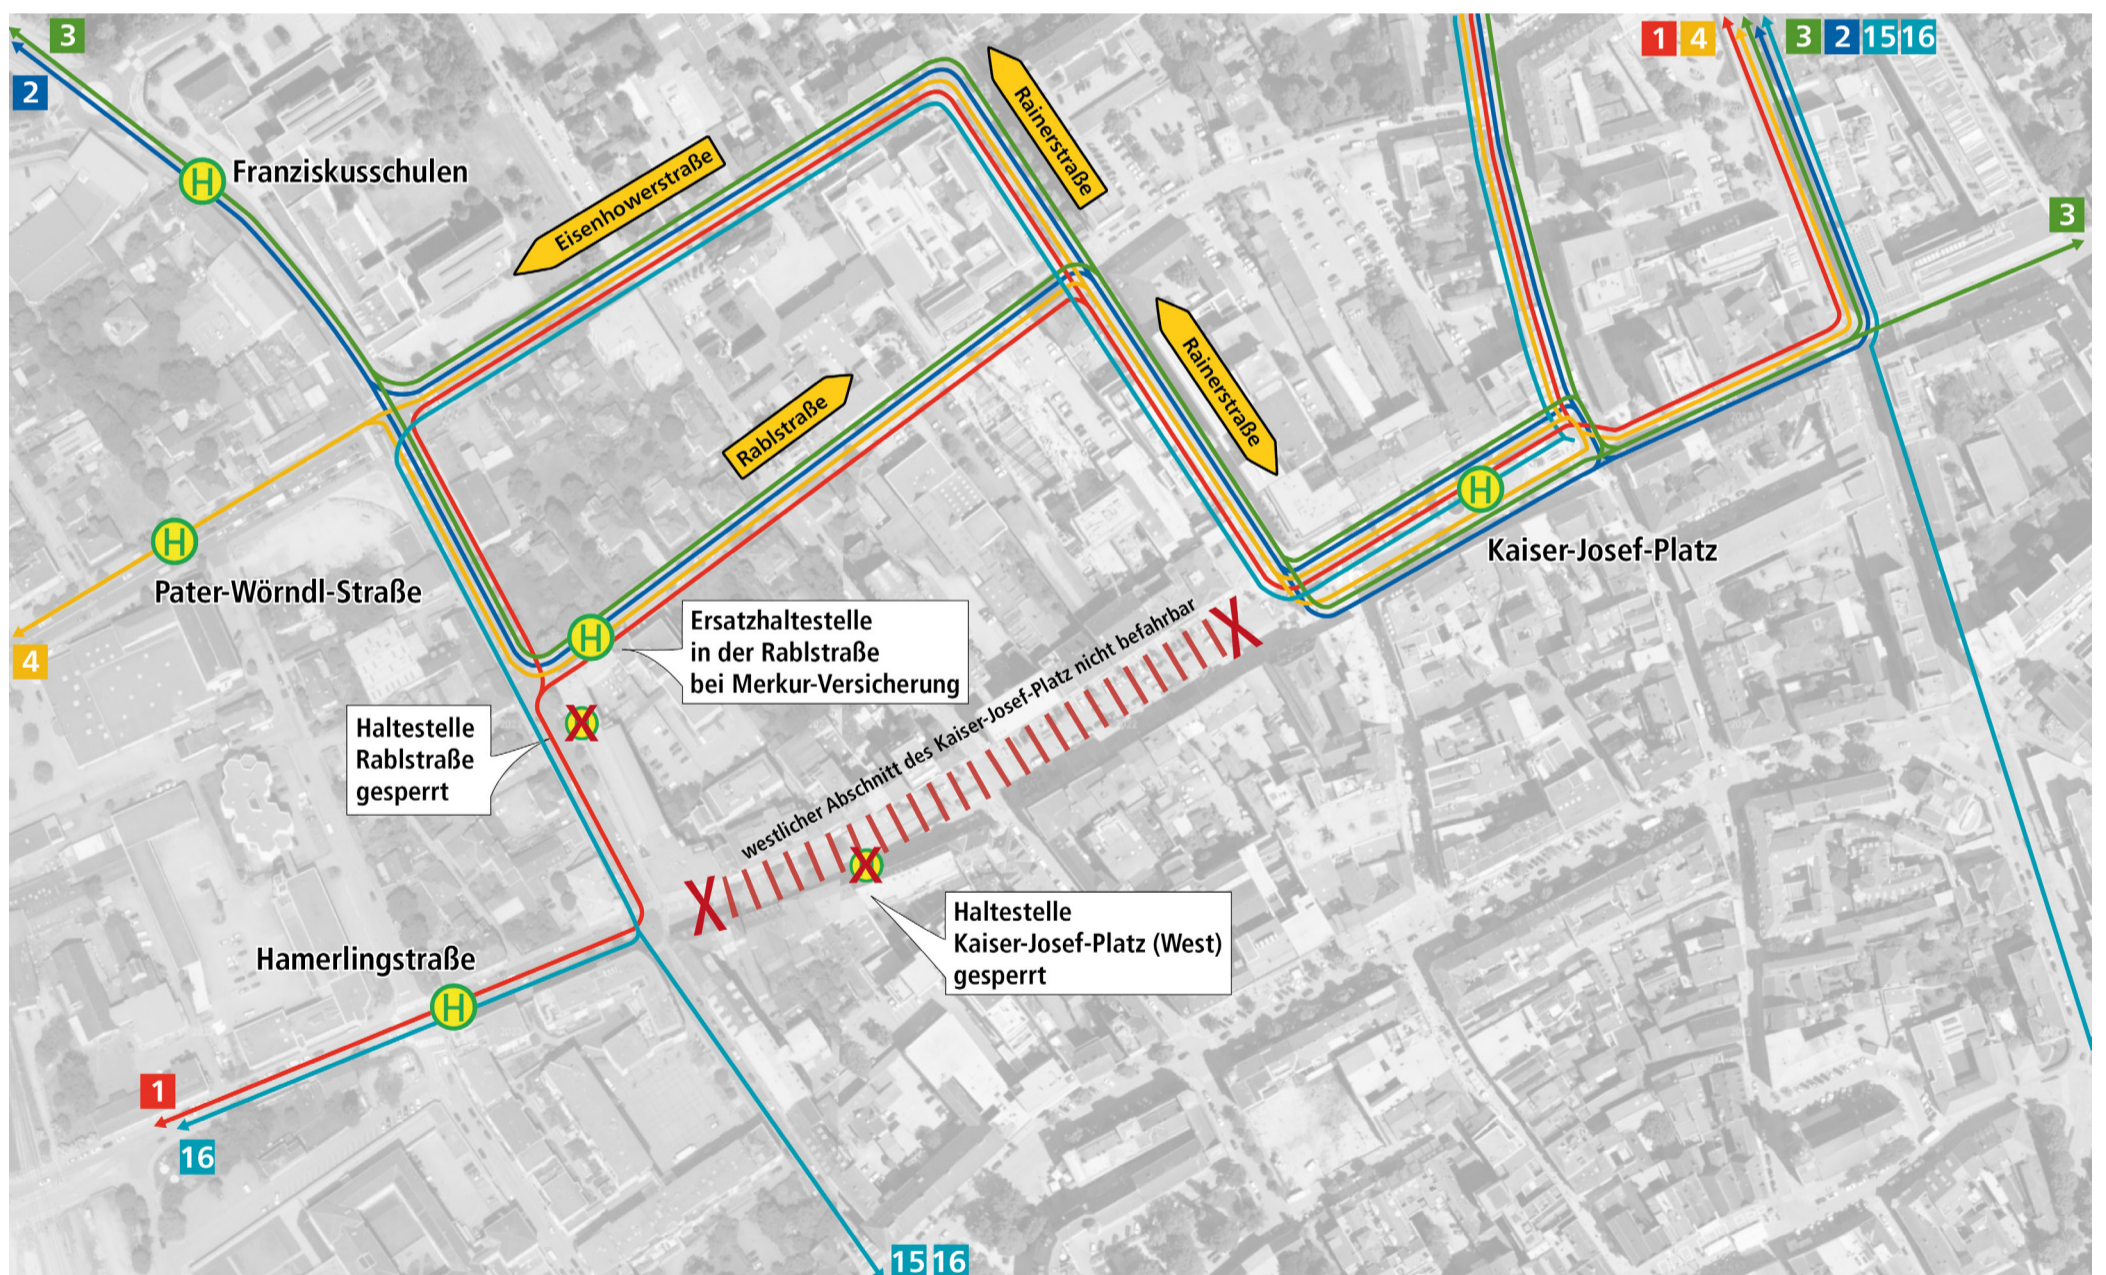 3
1 4
3 2 15 16
2
Rainerstraße
Eisenhowerstraße
H Franziskusschulen
3
Rainerstraße
Rablstraße
H
Kaiser-Josef-Platz
H
Pater-Wörndl-Straße
4
H
Ersatzhaltestelle
in der Rablstraße
bei Merkur-Versicherung
westlicher Abschnitt des Kaiser-Josef-Platz nicht befahrbar
X
X
Haltestelle
Rablstraße
gesperrt
X
X
Haltestelle
Kaiser-Josef-Platz (West)
gesperrt
Hamerlingstraße
H
1
16
15 16